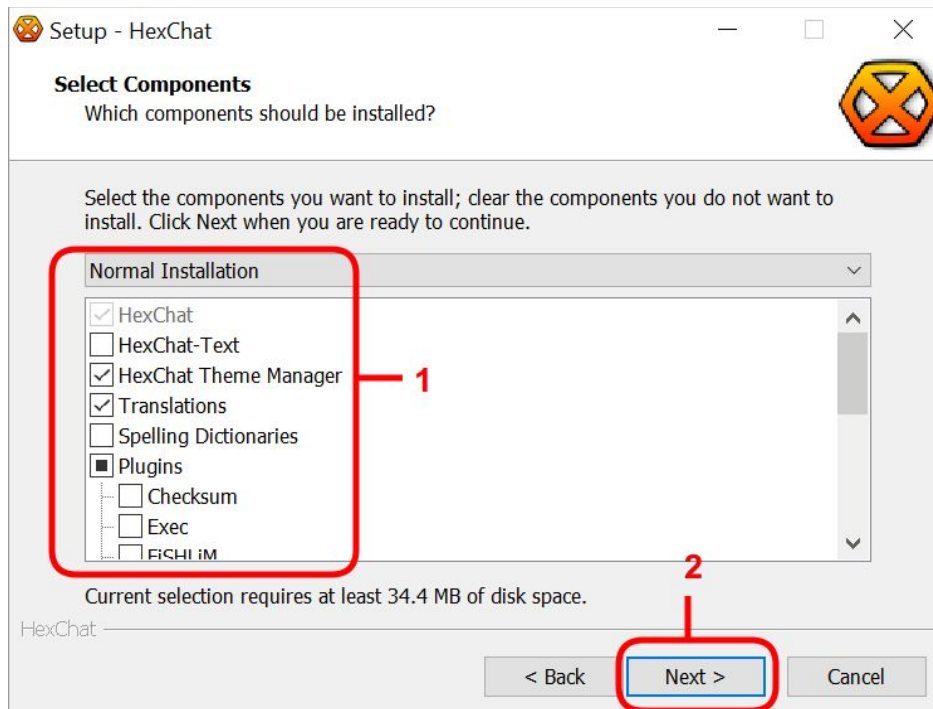 Setup - HexChat
Select Components
Which components should be installed?
Select the components you want to install; clear the components you do not want to
install. Click Next when you are ready to continue.
Normal Installation
HexChat
HexChat-Text
HexChat Theme Manager
1
Translations
Spelling Dictionaries
Plugins
Checksum
Exec
FiSHLiM
2
Current selection requires at least 34.4 MB of disk space.
HexChat
< Back Next > Cancel